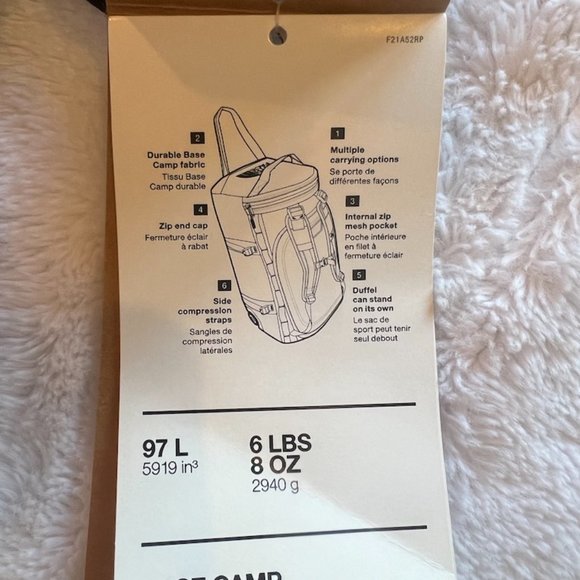 F21A52RP
2
Durable Base
Camp fabric
Tissu Base
Camp durable
1
Multiple
carrying options
Se porte de
différentes façons
4
Zip end cap
Fermeture éclair
à rabat
3
Internal zip
mesh pocket
Poche intérieure
en filet à
fermeture éclair
6
Side
compression
straps
Sangles de
compression
latérales
5
Duffel
can stand
on its own
Le sac de
sport peut tenir
seul debout
97 L
5919 in³
6 LBS
8 OZ
2940 g
CAMP